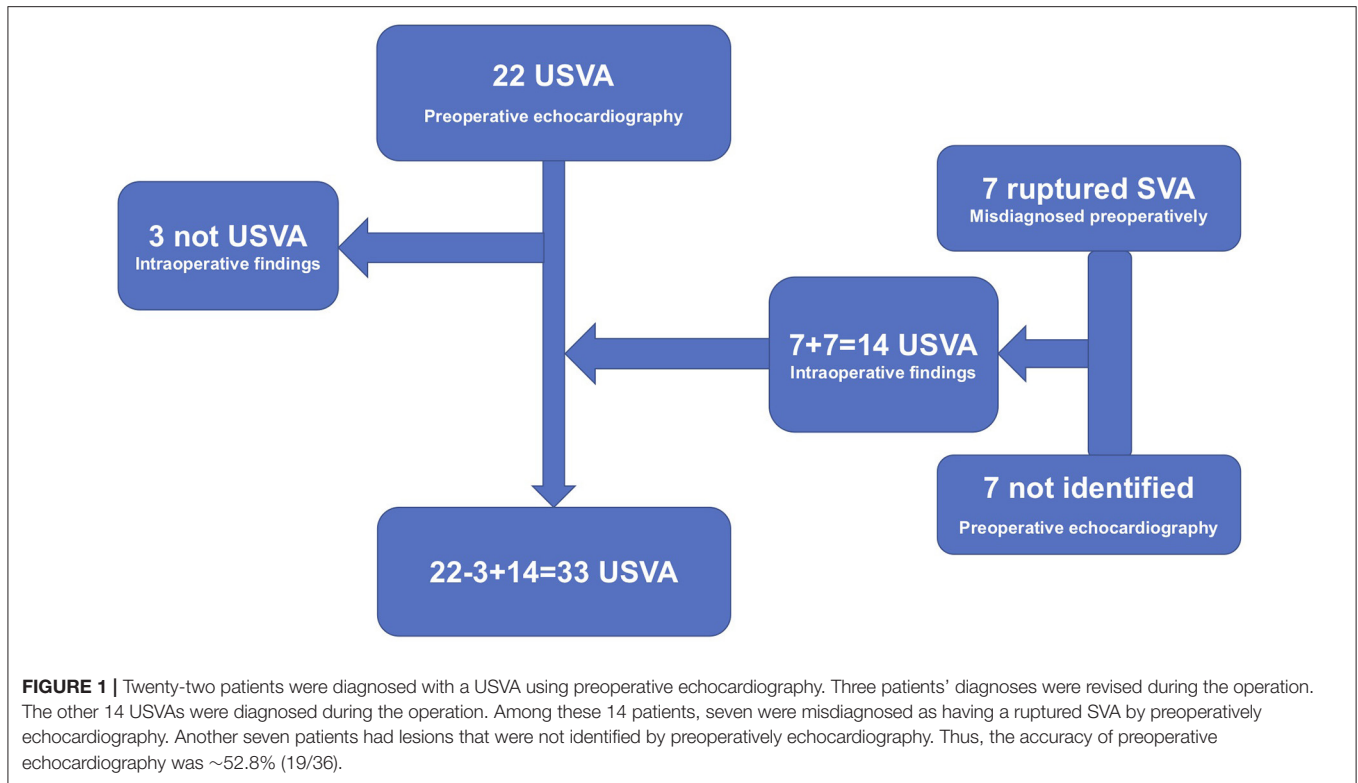 22 USVA
Preoperative echocardiography
3 not USVA
Intraoperative findings
7 ruptured SVA
Misdiagnosed preoperatively
7+7=14 USVA
Intraoperative findings
7 not identified
Preoperative echocardiography
22-3+14=33 USVA
FIGURE 1 | Twenty-two patients were diagnosed with a USVA using preoperative echocardiography. Three patients’ diagnoses were revised during the operation.
The other 14 USVAs were diagnosed during the operation. Among these 14 patients, seven were misdiagnosed as having a ruptured SVA by preoperatively
echocardiography. Another seven patients had lesions that were not identified by preoperatively echocardiography. Thus, the accuracy of preoperative
echocardiography was ~52.8% (19/36).